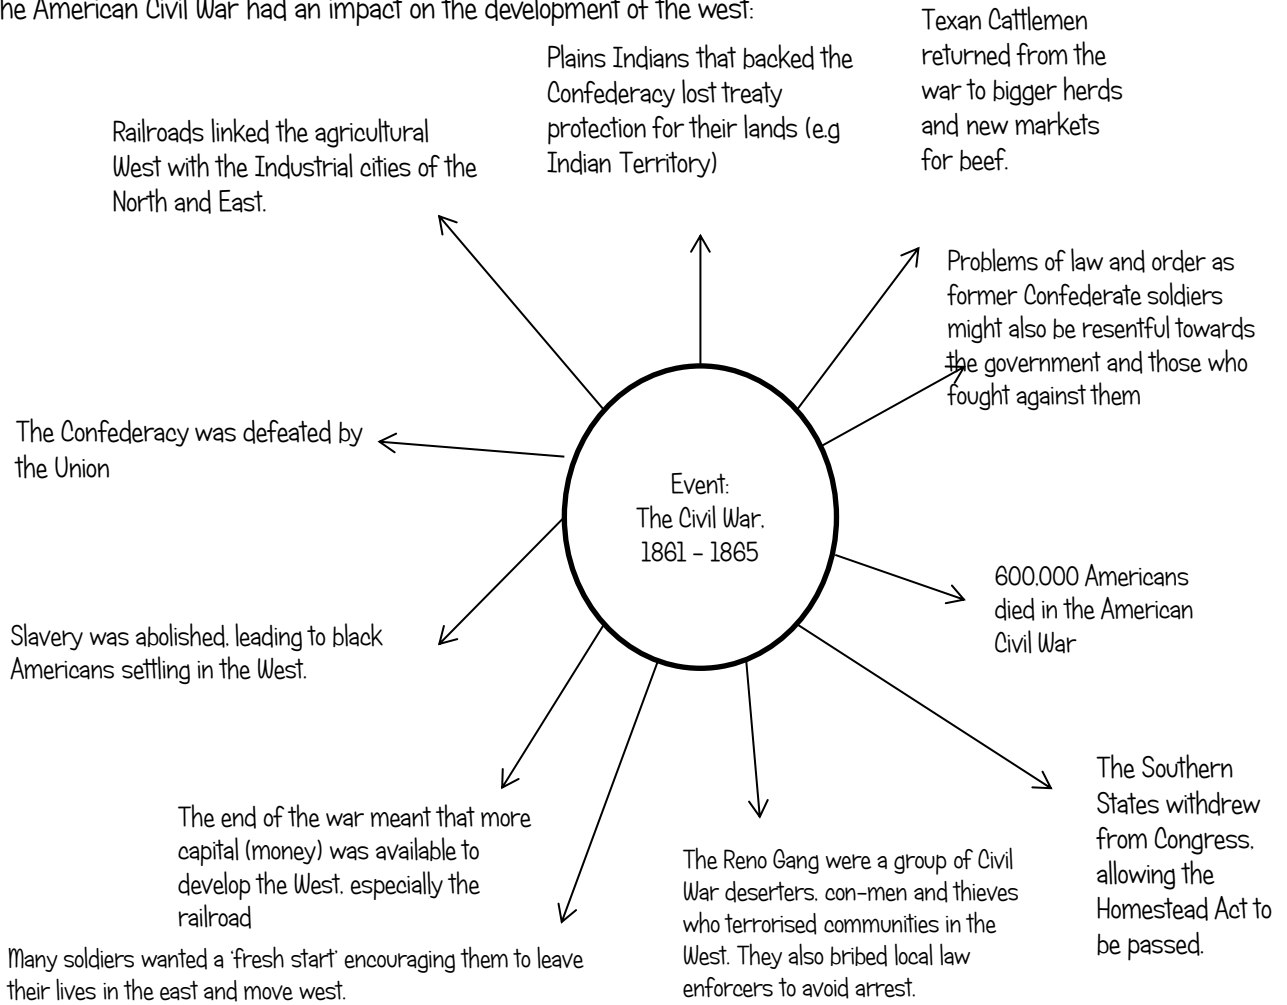 he American Civil War had an impact on the development of the west:
Texan Cattlemen
returned from the
war to bigger herds
and new markets
for beef.
Plains Indians that backed the
Confederacy lost treaty
protection for their lands (e.g
Indian Territory)
Railroads linked the agricultural
West with the Industrial cities of the
North and East.
Problems of law and order as
former Confederate soldiers
might also be resentful towards
the government and those who
fought against them
The Confederacy was defeated by
the Union
Event:
The Civil War,
1861 – 1865
600,000 Americans
died in the American
Civil War
Slavery was abolished, leading to black
Americans settling in the West.
The Southern
States withdrew
from Congress,
allowing the
Homestead Act to
be passed.
The end of the war meant that more
capital (money) was available to
develop the West, especially the
railroad
The Reno Gang were a group of Civil
War deserters, con-men and thieves
who terrorised communities in the
West. They also bribed local law
enforcers to avoid arrest.
Many soldiers wanted a ‘fresh start’ encouraging them to leave
their lives in the east and move west.